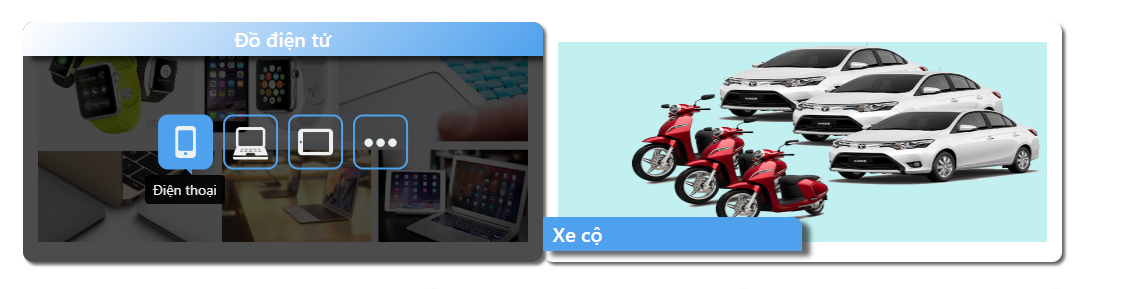 Đồ điện tử
Điện thoại
Xe cộ